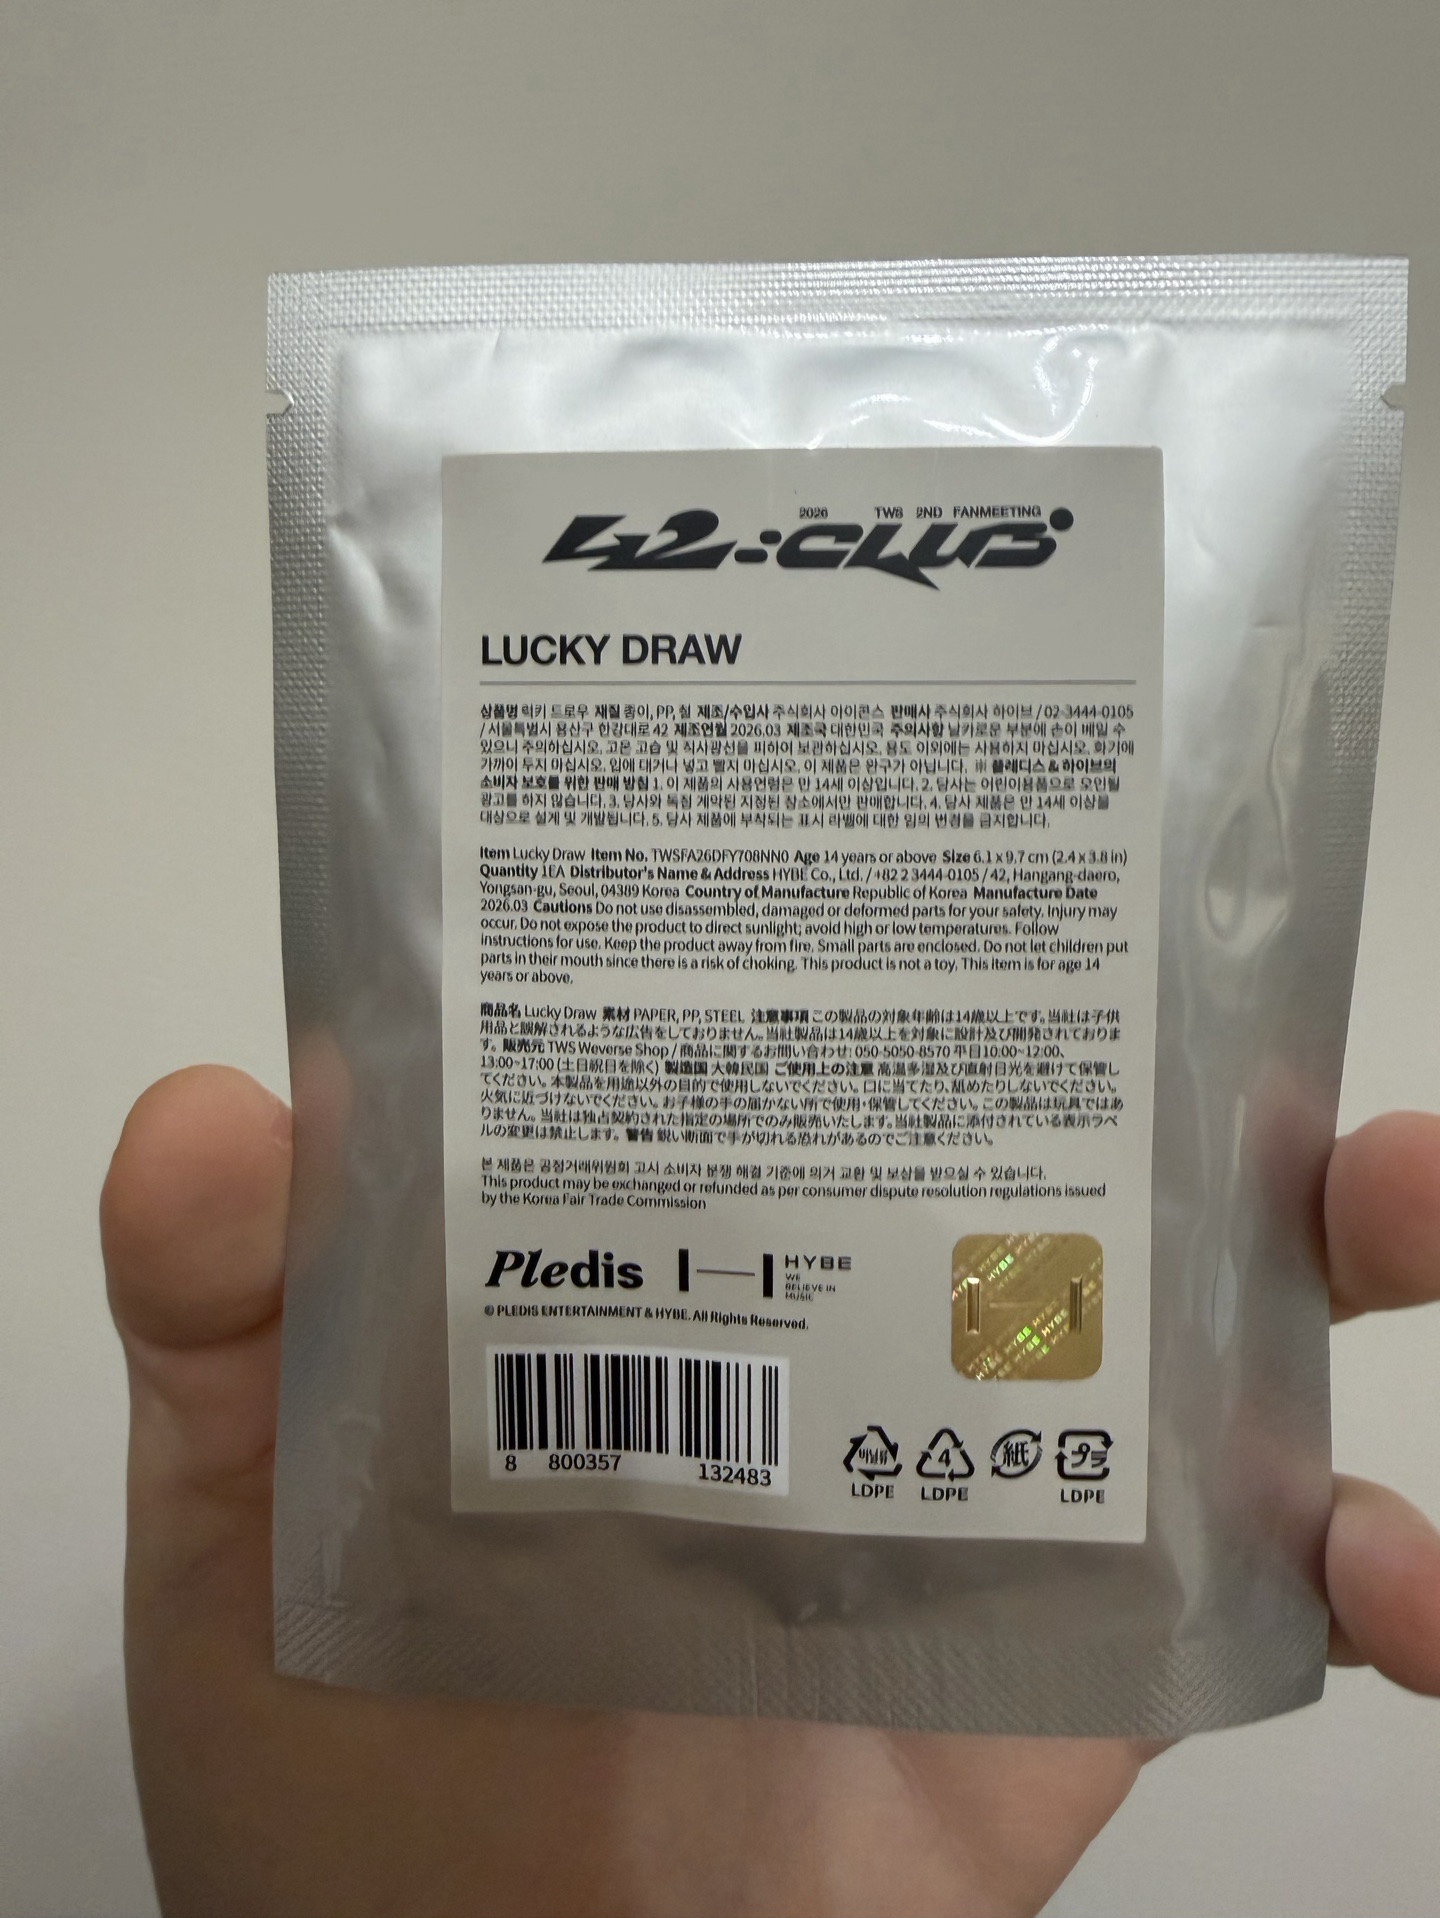 2026 TWS 2ND FANMEETING
42:CLUB
LUCKY DRAW
상품명 럭키 드로우 재질 종이, PP, 철 제조/수입사 주식회사 아이콘스 판매사 주식회사 하이브 / 02-3444-0105
/ 서울특별시 용산구 한강대로 42 제조연월 2026.03 제조국 대한민국 주의사항 날카로운 부분에 손이 베일 수
있으니 주의하십시오. 고온 고습 및 직사광선을 피하여 보관하십시오. 용도 이외에는 사용하지 마십시오. 화기에
가까이 두지 마십시오. 입에 대거나 넣고 빨지 마십시오. 이 제품은 완구가 아닙니다. ※ 플레디스 & 하이브의
소비자 보호를 위한 판매 방침 1. 이 제품의 사용연령은 만 14세 이상입니다. 2. 당사는 어린이용품으로 오인될
광고를 하지 않습니다. 3. 당사와 독점 계약된 지정된 장소에서만 판매합니다. 4. 당사 제품은 만 14세 이상을
대상으로 설계 및 개발됩니다. 5. 당사 제품에 부착되는 표시 라벨에 대한 임의 변경을 금지합니다.
Item Lucky Draw Item No. TWSFA26DFY708NN0 Age 14 years or above Size 6.1 x 9.7 cm (2.4 x 3.8 in)
Quantity 1EA Distributor's Name & Address HYBE Co., Ltd. / +82 2 3444-0105 / 42, Hangang-daero,
Yongsan-gu, Seoul, 04389 Korea Country of Manufacture Republic of Korea Manufacture Date
2026.03 Cautions Do not use disassembled, damaged or deformed parts for your safety. Injury may
occur. Do not expose the product to direct sunlight; avoid high or low temperatures. Follow
instructions for use. Keep the product away from fire. Small parts are enclosed. Do not let children put
parts in their mouth since there is a risk of choking. This product is not a toy. This item is for age 14
years or above.
商品名 Lucky Draw 素材 PAPER, PP, STEEL 注意事項 この製品の対象年齢は14歳以上です。当社は子供
用品と誤解されるような広告をしておりません。当社製品は14歳以上を対象に設計及び開発されておりま
す。販売元 TWS Weverse Shop / 商品に関するお問い合わせ: 050-5050-8570 平日10:00~12:00、
13:00~17:00 (土日祝日を除く) 製造国 大韓民国 ご使用上の注意 高温多湿及び直射日光を避けて保管し
てください。本製品を用途以外の目的で使用しないでください。口に当てたり、舐めたりしないでください。
火気に近づけないでください。お子様の手の届かない所で使用・保管してください。この製品は玩具ではあ
りません。当社は独占契約された指定の場所でのみ販売いたします。当社製品に添付されている表示ラベ
ルの変更は禁止します。警告 鋭い断面で手が切れる恐れがあるのでご注意ください。
본 제품은 공정거래위원회 고시 소비자 분쟁 해결 기준에 의거 교환 및 보상을 받으실 수 있습니다.
This product may be exchanged or refunded as per consumer dispute resolution regulations issued
by the Korea Fair Trade Commission
Pledis HYBE
WE
BELIEVE IN
MUSIC
© PLEDIS ENTERTAINMENT & HYBE. All Rights Reserved.
HYBE HYBE HYBE
8 800357 132483
비닐류 4 紙 プラ
LDPE LDPE LDPE